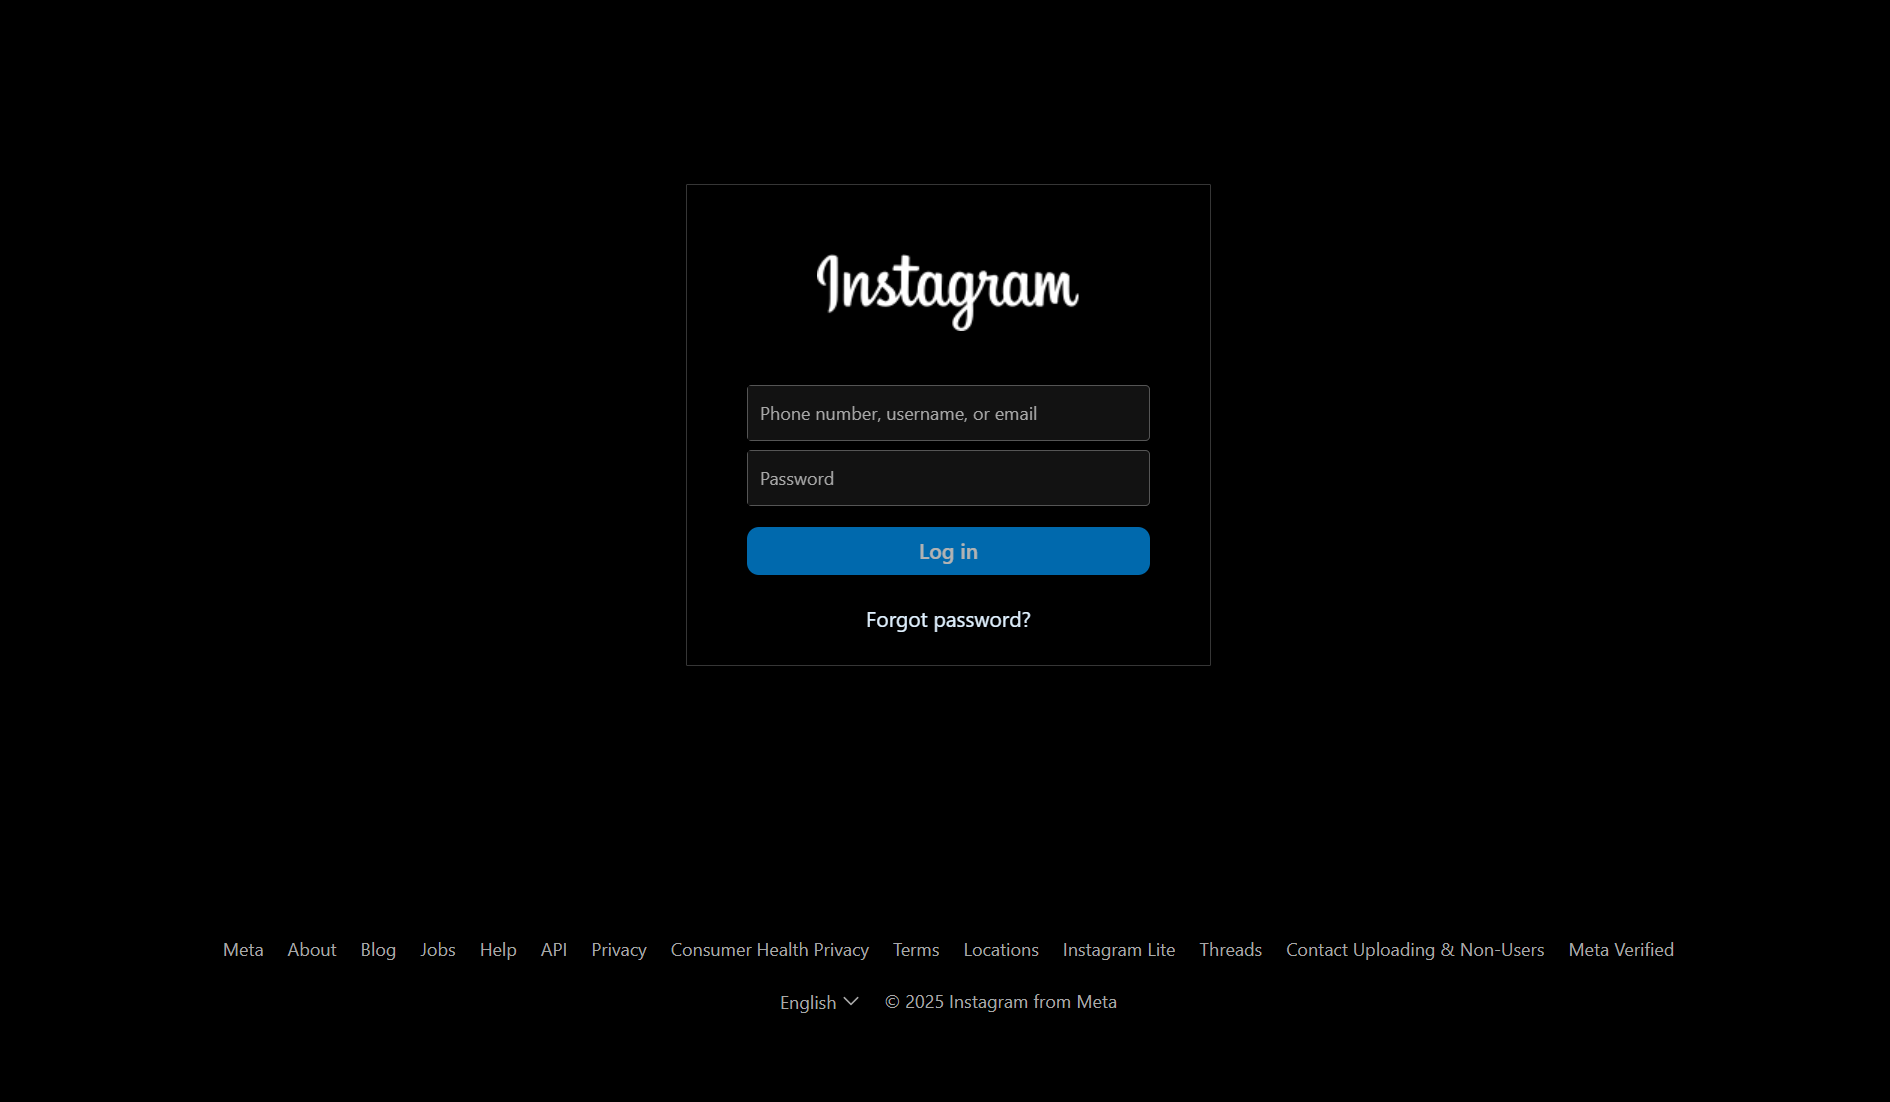 Instagram
Phone number, username, or email
Password
Log in
Forgot password?
Meta About Blog Jobs Help API Privacy Consumer Health Privacy Terms Locations Instagram Lite Threads Contact Uploading & Non-Users Meta Verified
English © 2025 Instagram from Meta